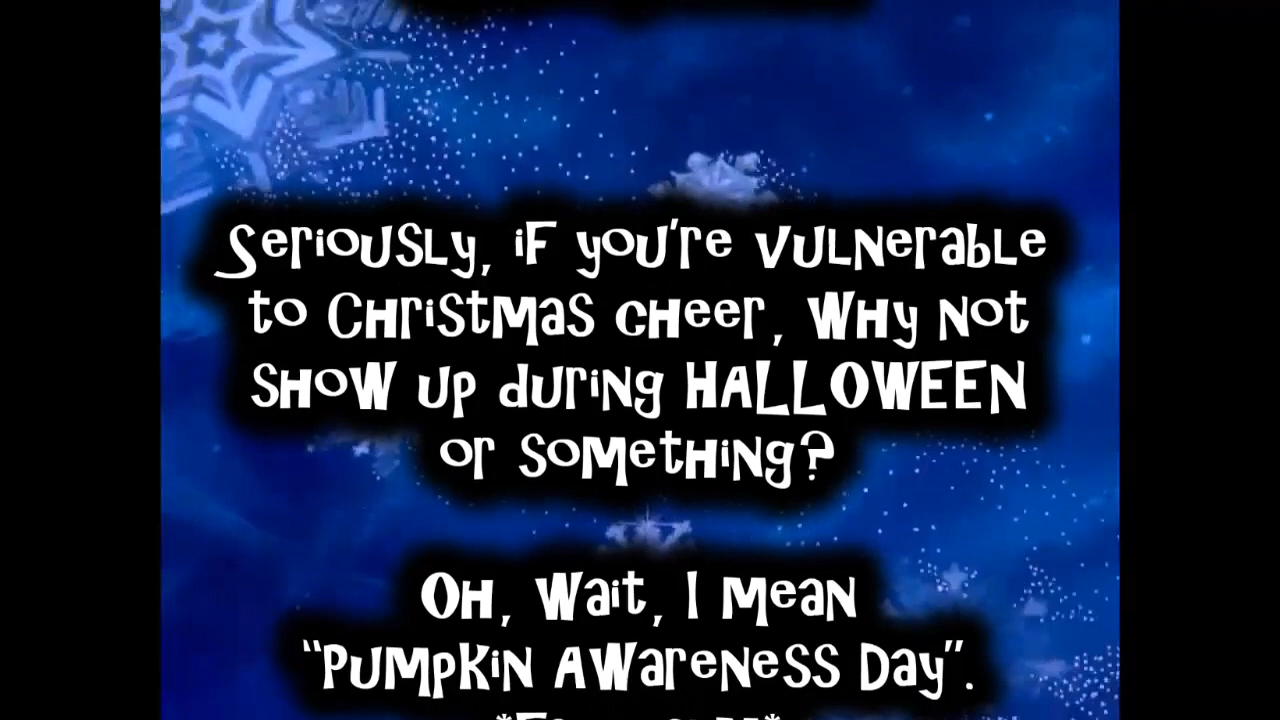 Seriously, if you're vulnerable
to Christmas cheer, why not
show up during HALLOWEEN
or something?
Oh, wait, I mean
“Pumpkin Awareness Day”.